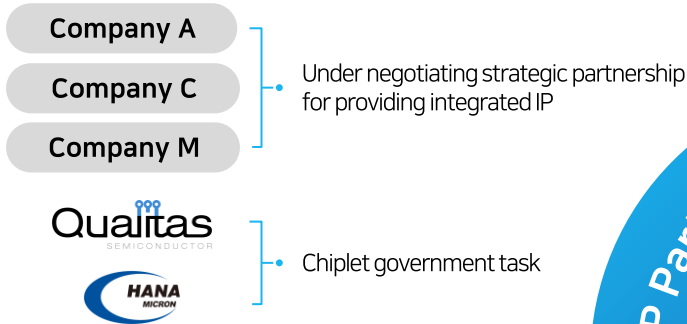 Company A
Company C
Company M
Under negotiating strategic partnership
for providing integrated IP
Qualitas
SEMICONDUCTOR
HANA
MICRON
Chiplet government task